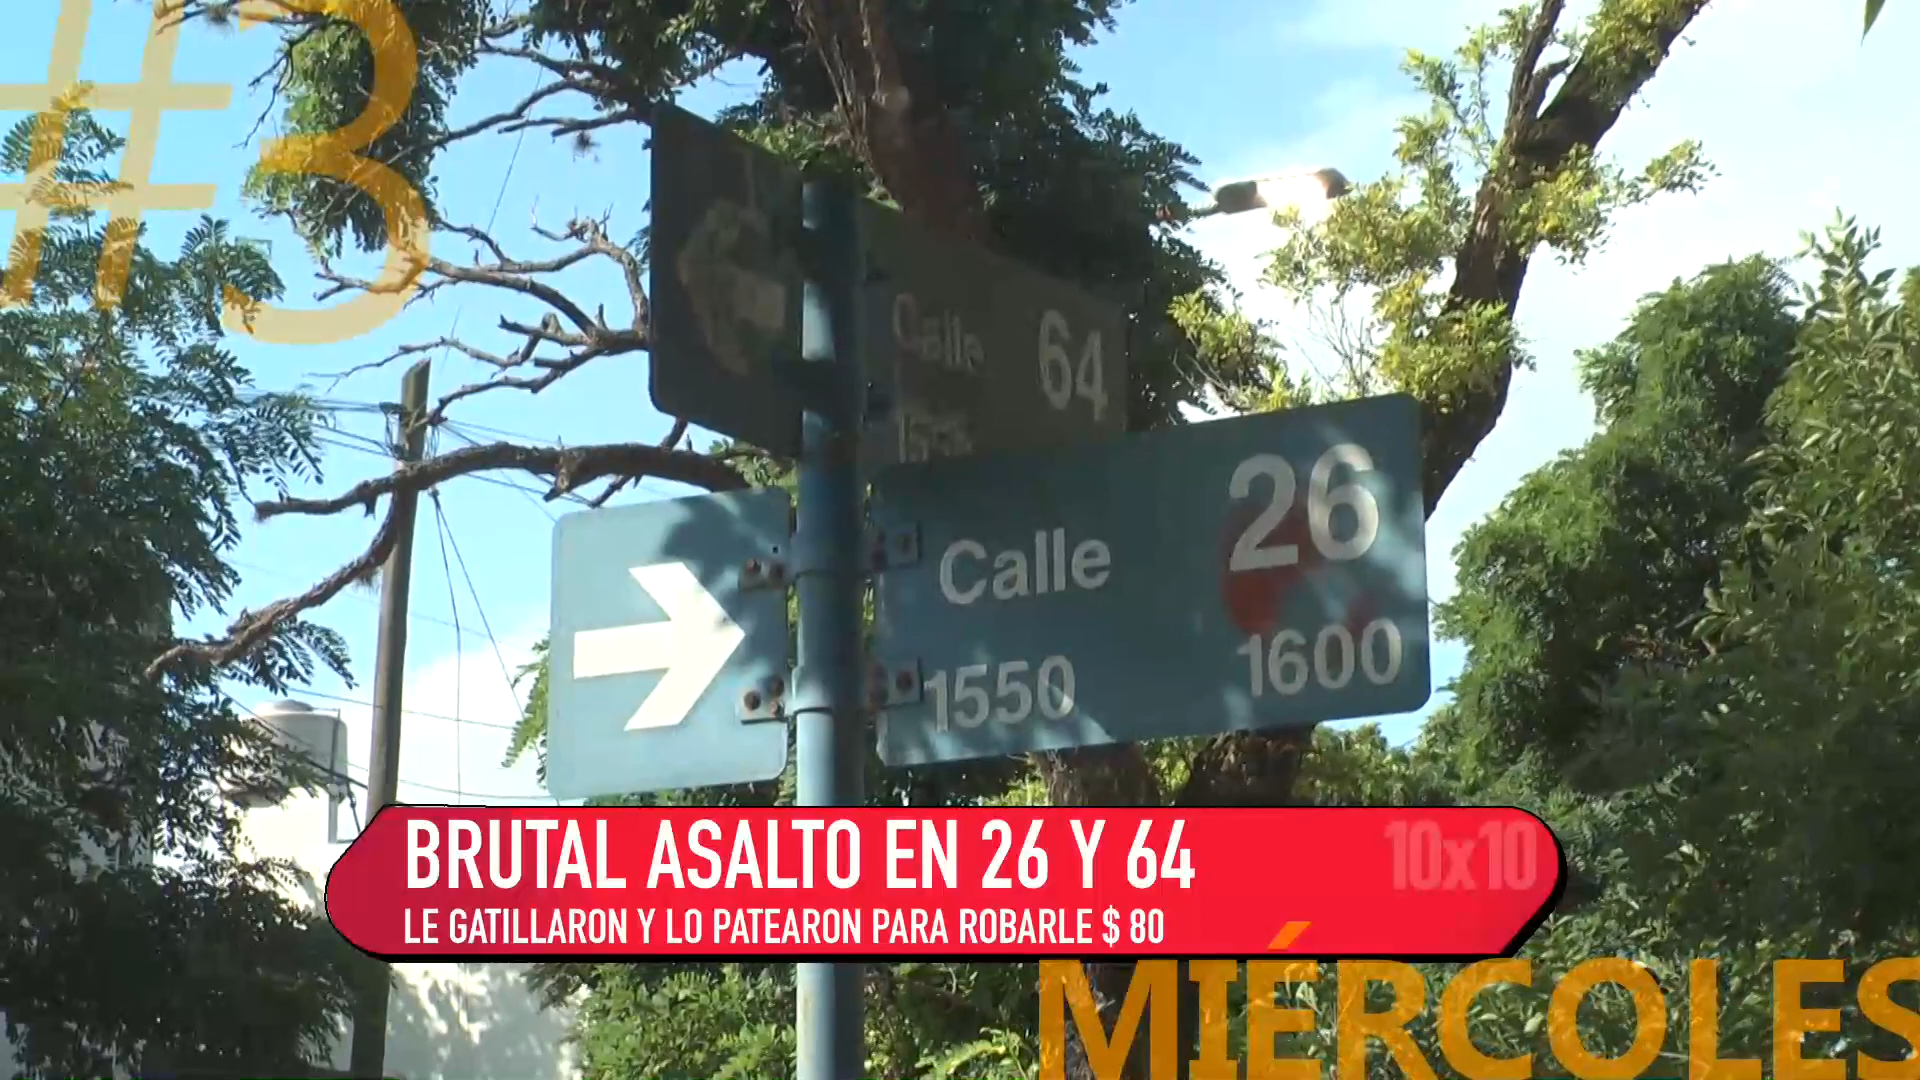 #3
Calle 64
Calle 26
1550 1600
BRUTAL ASALTO EN 26 Y 64
10x10
LE GATILLARON Y LO PATEARON PARA ROBARLE $ 80
MIÉRCOLES